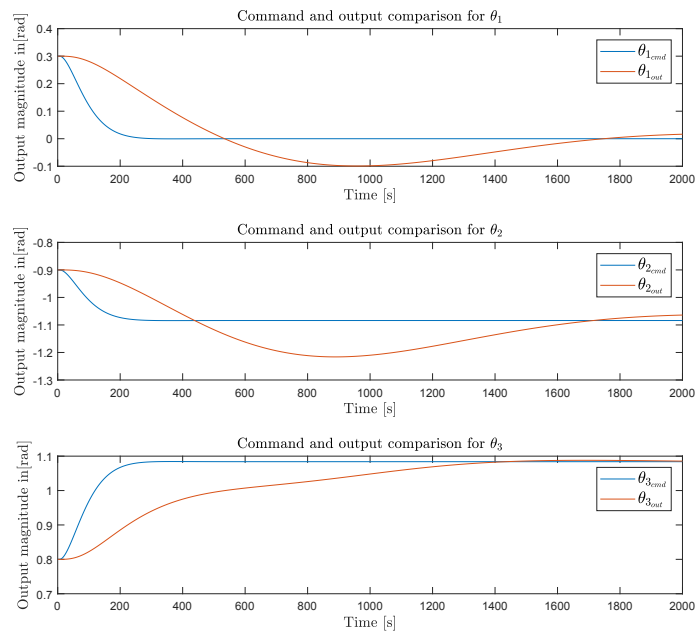 Command and output comparison for θ₁
Output magnitude in[rad]
0.4
0.3
0.2
0.1
0
-0.1
θ₁cmd
θ₁out
0 200 400 600 800 1000 1200 1400 1600 1800 2000
Time [s]
Command and output comparison for θ₂
Output magnitude in[rad]
-0.8
-0.9
-1
-1.1
-1.2
-1.3
θ₂cmd
θ₂out
0 200 400 600 800 1000 1200 1400 1600 1800 2000
Time [s]
Command and output comparison for θ₃
Output magnitude in[rad]
1.1
1
0.9
0.8
0.7
θ₃cmd
θ₃out
0 200 400 600 800 1000 1200 1400 1600 1800 2000
Time [s]